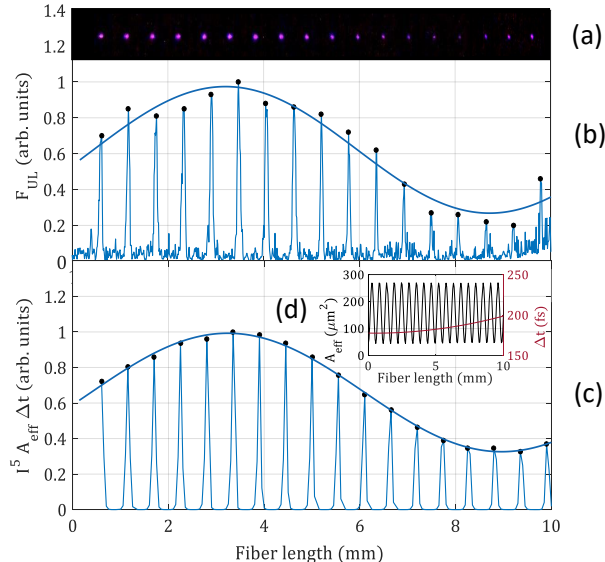 1.4
1.2
(a)
1
0.8
0.6
0.4
0.2
0
F_UL (arb. units)
(b)
1.2
1
0.8
0.6
0.4
0.2
0
I^5 A_eff Δt (arb. units)
(d)
300
200
100
0
A_eff (μm^2)
250
200
150
Δt (fs)
0 5 10
Fiber length (mm)
(c)
0 2 4 6 8 10
Fiber length (mm)